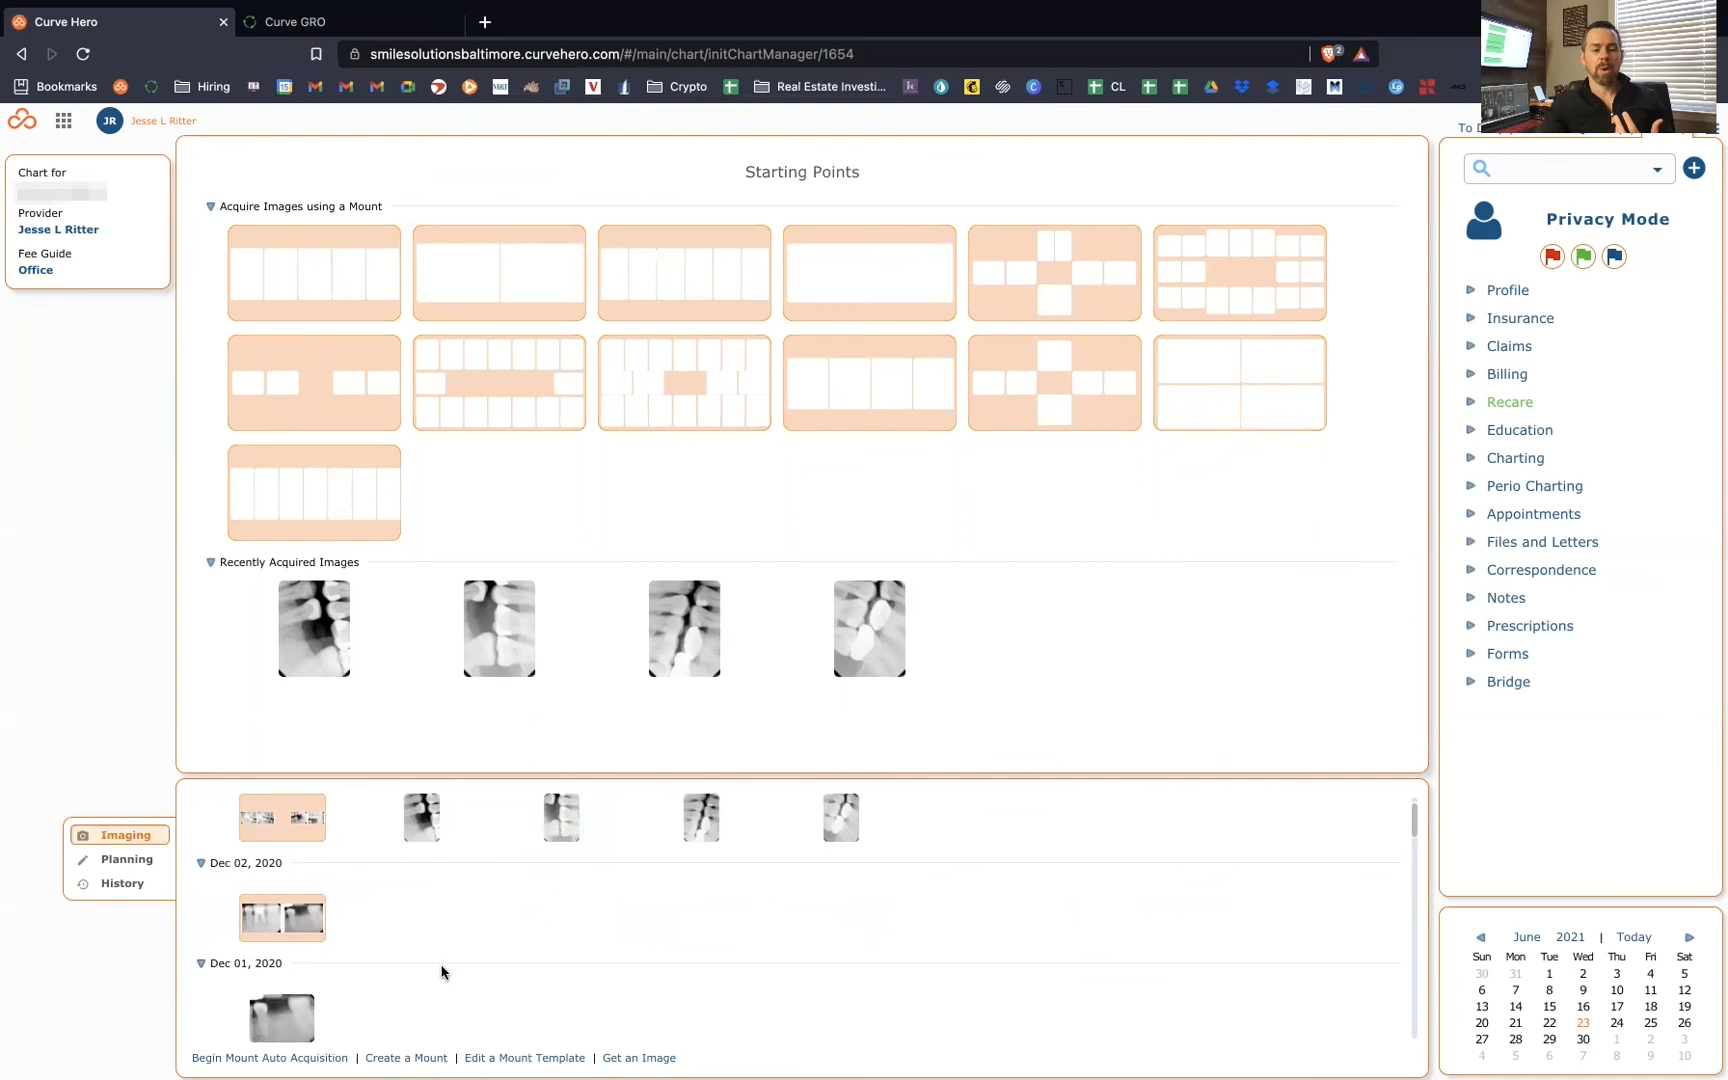 Curve Hero
Curve GRO
smilesolutionsbaltimore.curvehero.com/#/main/chart/initChartManager/1654
2
Bookmarks
Hiring
15
M&T
V
Crypto
Real Estate Investi...
CL
Lp
JR
Jesse L Ritter
To D
Chart for
Provider
Jesse L Ritter
Fee Guide
Office
Starting Points
Acquire Images using a Mount
Recently Acquired Images
Privacy Mode
Profile
Insurance
Claims
Billing
Recare
Education
Charting
Perio Charting
Appointments
Files and Letters
Correspondence
Notes
Prescriptions
Forms
Bridge
Imaging
Planning
History
Dec 02, 2020
Dec 01, 2020
Begin Mount Auto Acquisition | Create a Mount | Edit a Mount Template | Get an Image
June 2021 | Today
Sun Mon Tue Wed Thu Fri Sat
30 31 1 2 3 4 5
6 7 8 9 10 11 12
13 14 15 16 17 18 19
20 21 22 23 24 25 26
27 28 29 30 1 2 3
4 5 6 7 8 9 10